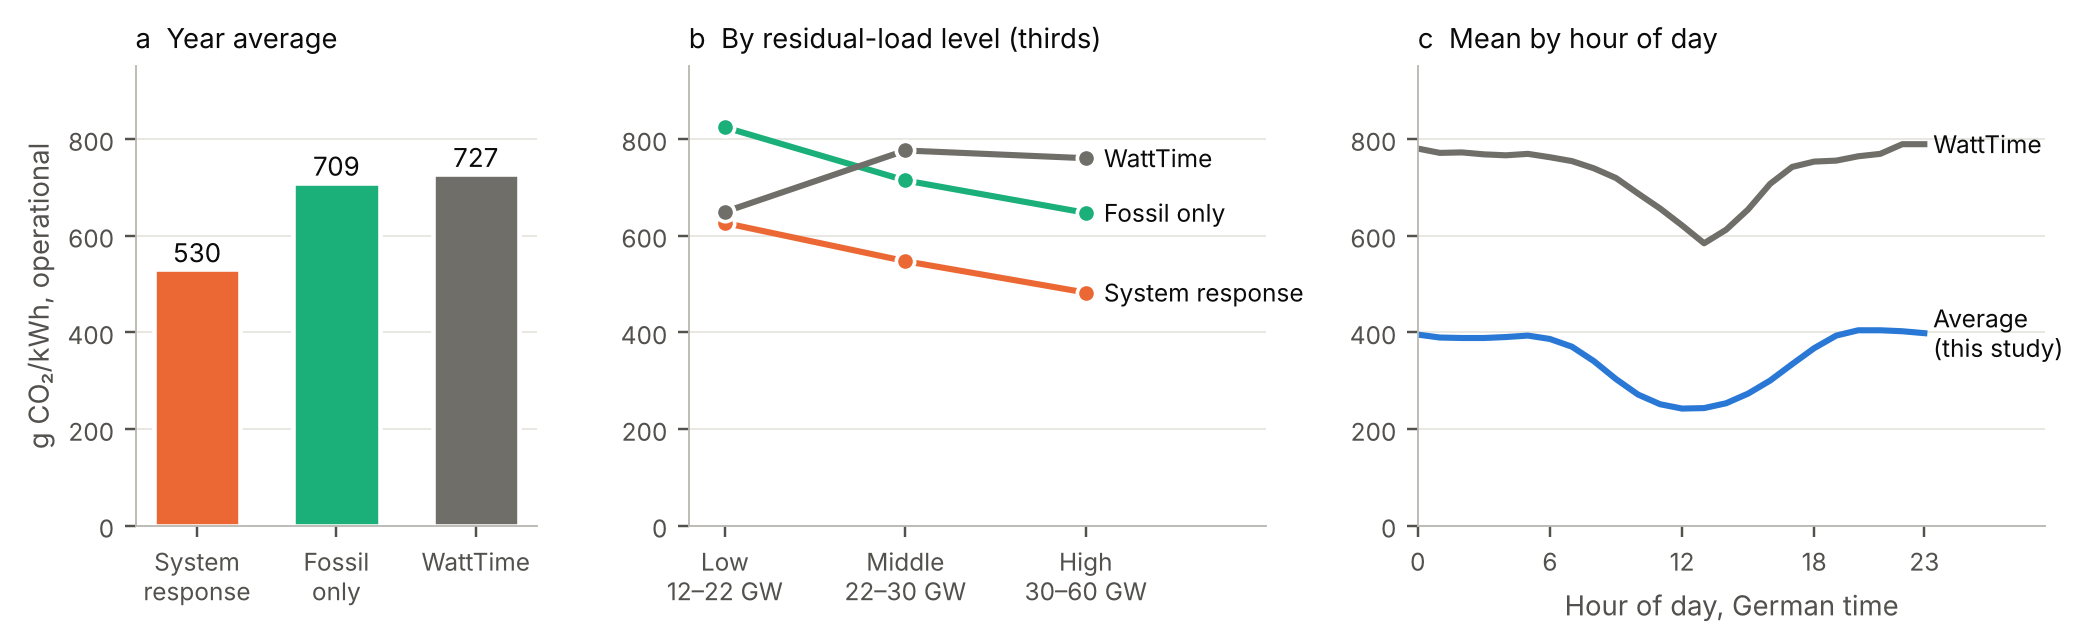 a Year average
g CO₂/kWh, operational
800
600
400
200
0
530
709
727
System
response
Fossil
only
WattTime
b By residual-load level (thirds)
800
600
400
200
0
WattTime
Fossil only
System response
Low
12–22 GW
Middle
22–30 GW
High
30–60 GW
c Mean by hour of day
800
600
400
200
0
WattTime
Average
(this study)
0 6 12 18 23
Hour of day, German time